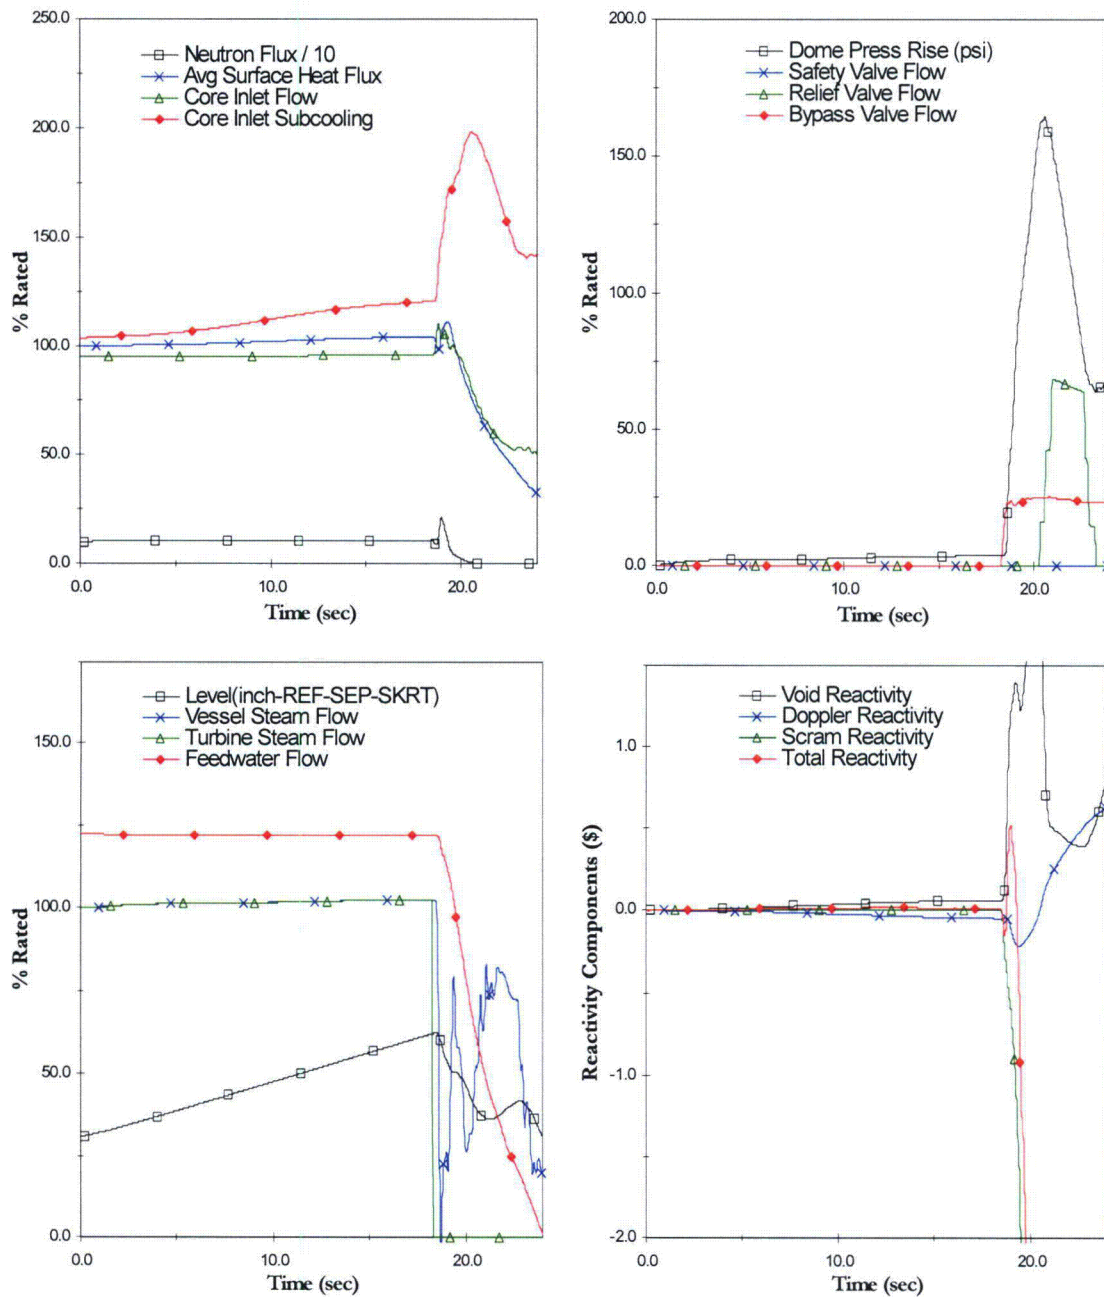 250.0
Neutron Flux / 10
Avg Surface Heat Flux
Core Inlet Flow
Core Inlet Subcooling
200.0
150.0
100.0
50.0
0.0
% Rated
0.0 10.0 20.0
Time (sec)
200.0
Dome Press Rise (psi)
Safety Valve Flow
Relief Valve Flow
Bypass Valve Flow
150.0
100.0
50.0
0.0
% Rated
0.0 10.0 20.0
Time (sec)
Level(inch-REF-SEP-SKRT)
Vessel Steam Flow
Turbine Steam Flow
Feedwater Flow
150.0
100.0
50.0
0.0
% Rated
0.0 10.0 20.0
Time (sec)
Void Reactivity
Doppler Reactivity
Scram Reactivity
Total Reactivity
1.0
0.0
-1.0
-2.0
Reactivity Components ($)
0.0 10.0 20.0
Time (sec)